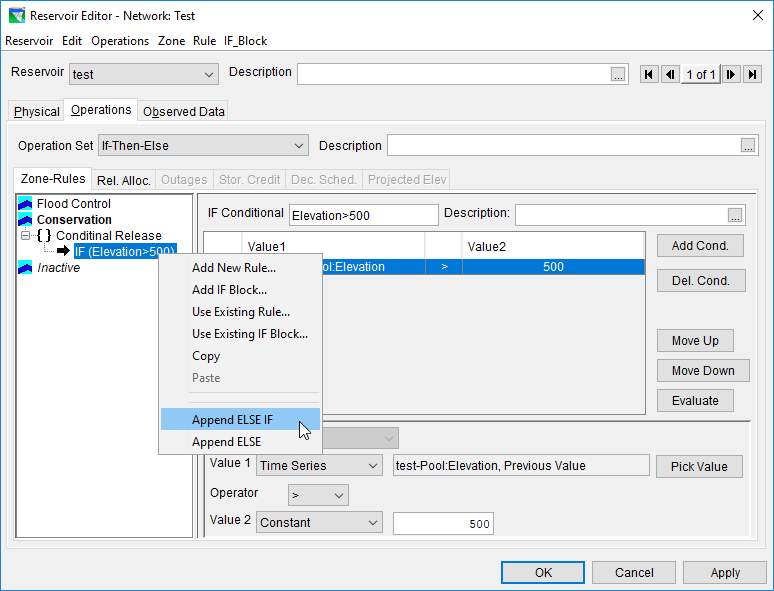 Reservoir Editor - Network: Test
Reservoir Edit Operations Zone Rule IF_Block
Reservoir test Description ... 1 of 1
Physical Operations Observed Data
Operation Set If-Then-Else Description ...
Zone-Rules Rel. Alloc. Outages Stor. Credit Dec. Sched. Projected Elev
Flood Control
Conservation
{ } Conditinal Release
IF (Elevation>500)
Inactive
Add New Rule...
Add IF Block...
Use Existing Rule...
Use Existing IF Block...
Copy
Paste
Append ELSE IF
Append ELSE
IF Conditional Elevation>500 Description: ...
Value1 Value2
ool:Elevation > 500
Add Cond.
Del. Cond.
Move Up
Move Down
Evaluate
Value 1 Time Series test-Pool:Elevation, Previous Value Pick Value
Operator >
Value 2 Constant 500
OK Cancel Apply